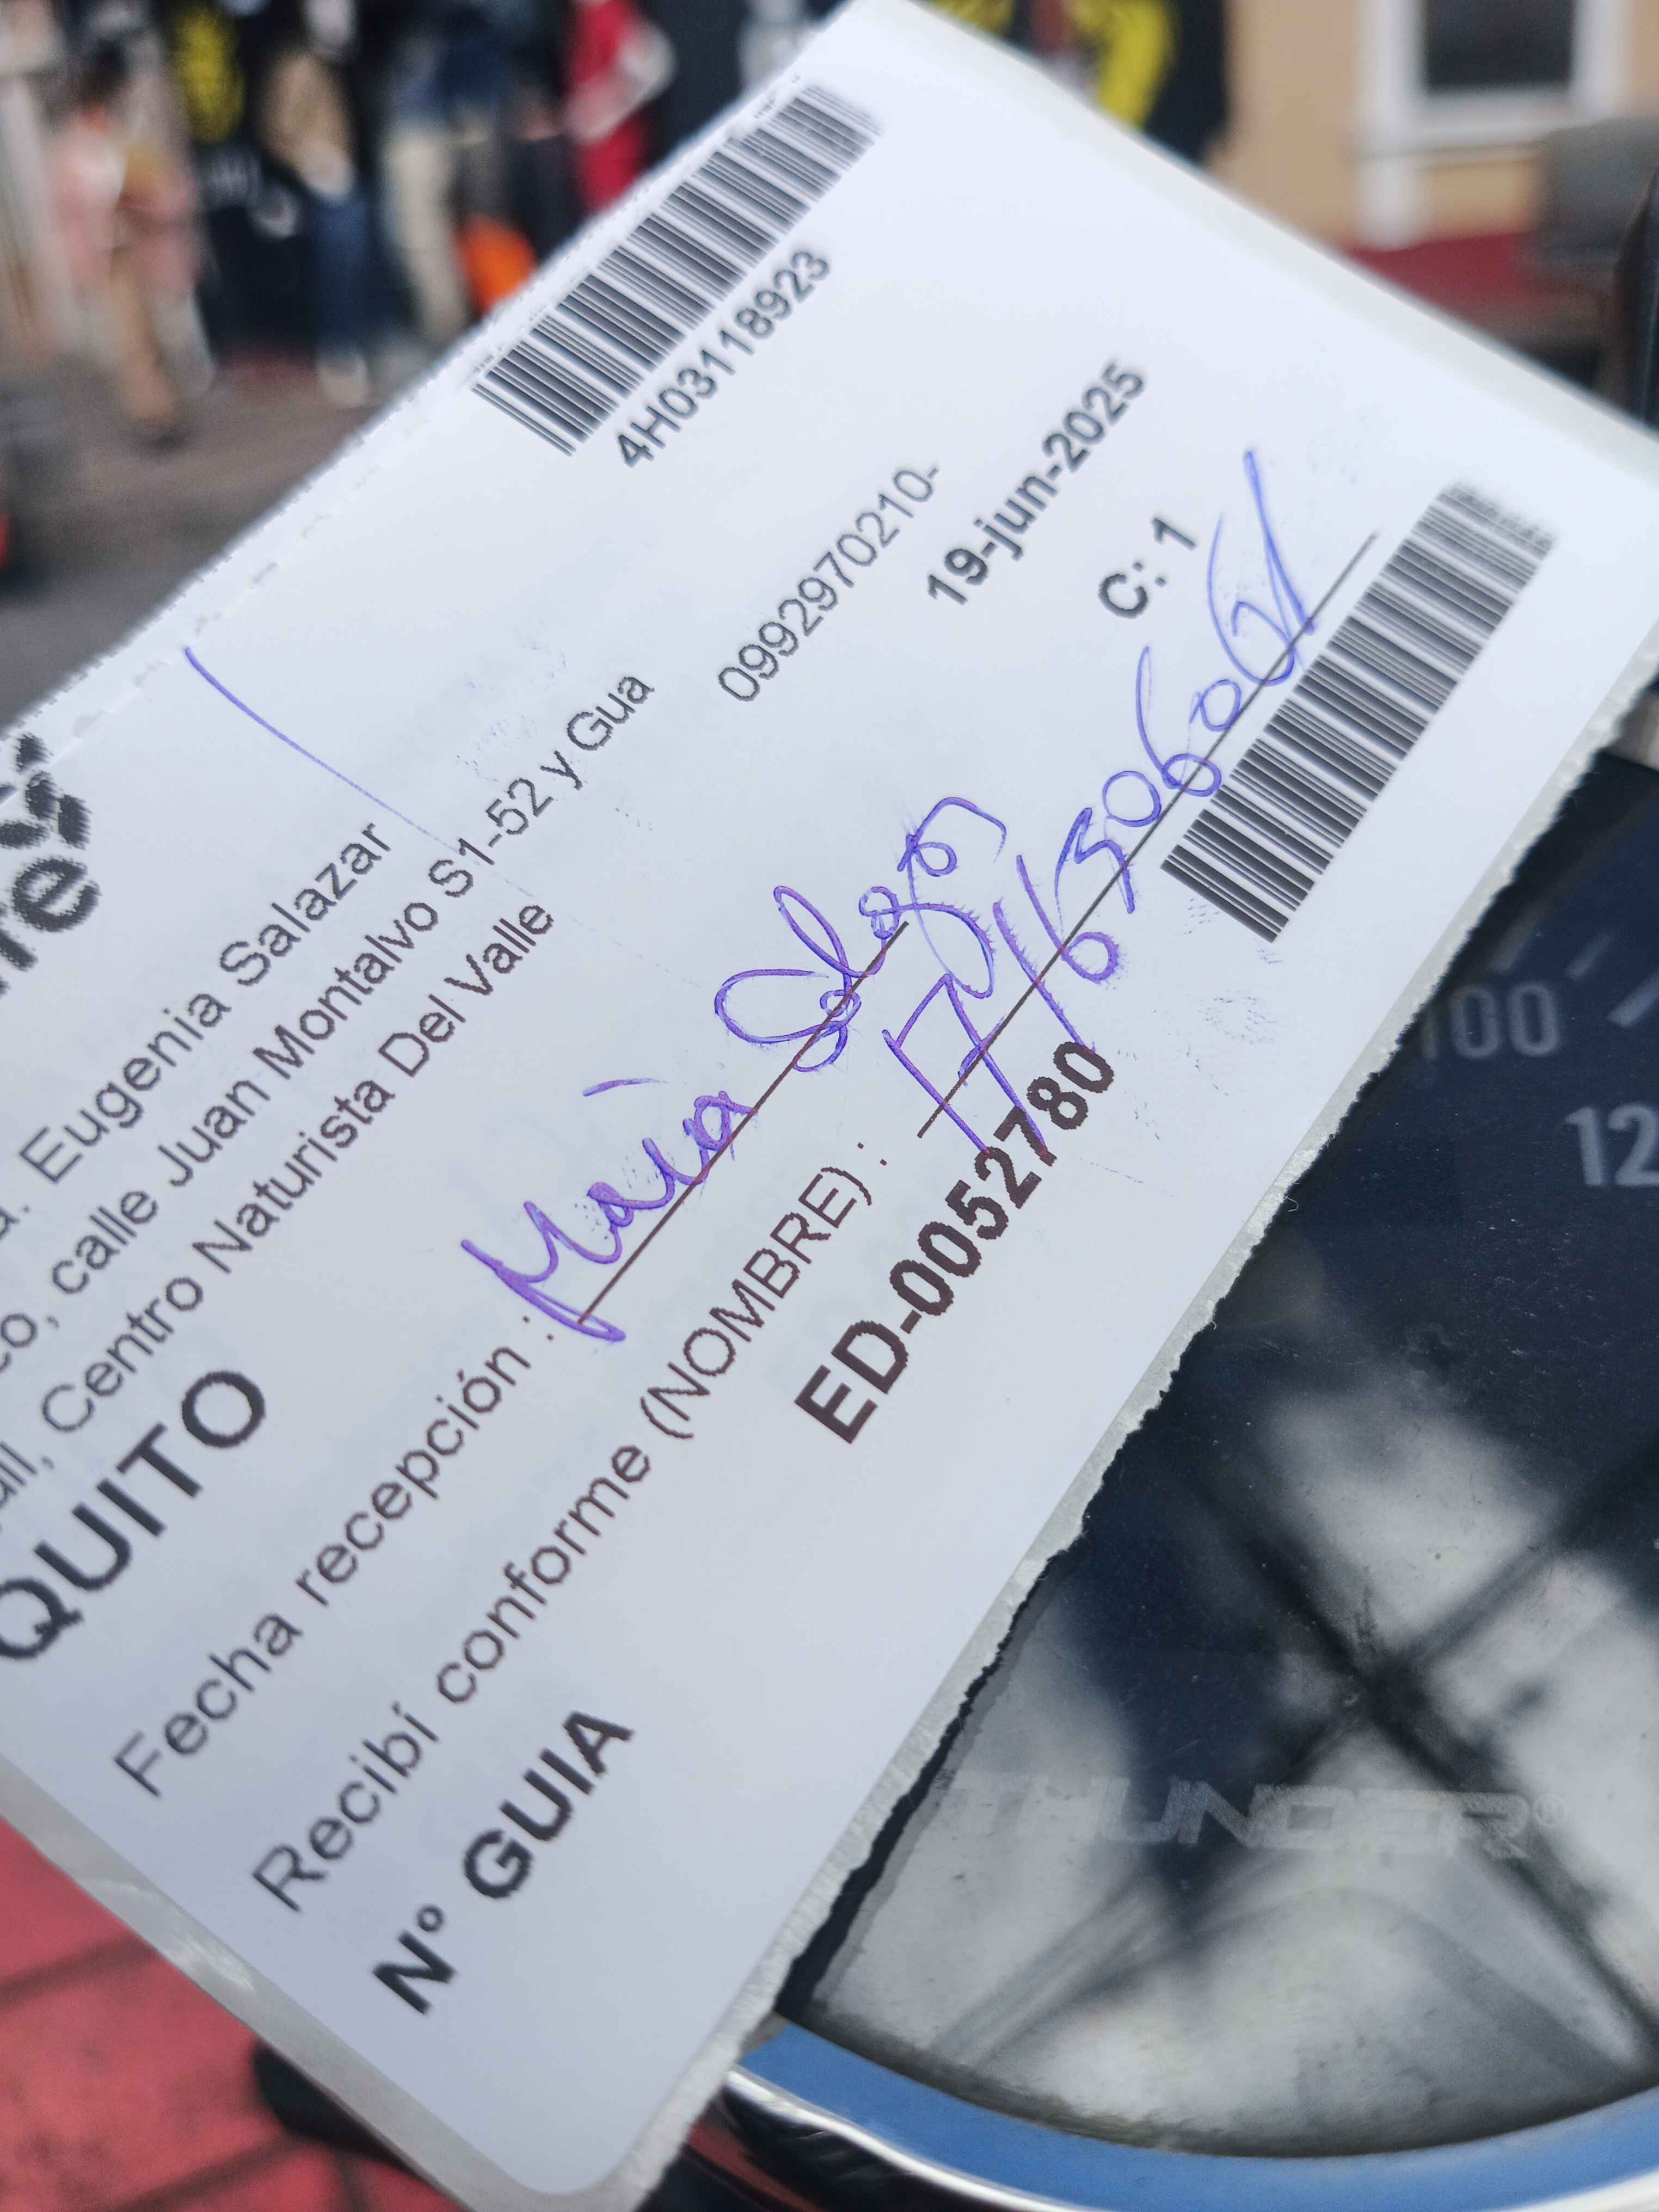 4H03118923
a. Eugenia Salazar
co, calle Juan Montalvo S1-52 y Gua
all, Centro Naturista Del Valle
0992970210-
QUITO
19-jun-2025
C: 1
Fecha recepción :
María
Recibí conforme (NOMBRE) :
Nº GUIA
ED-0052780
100
THUNDER